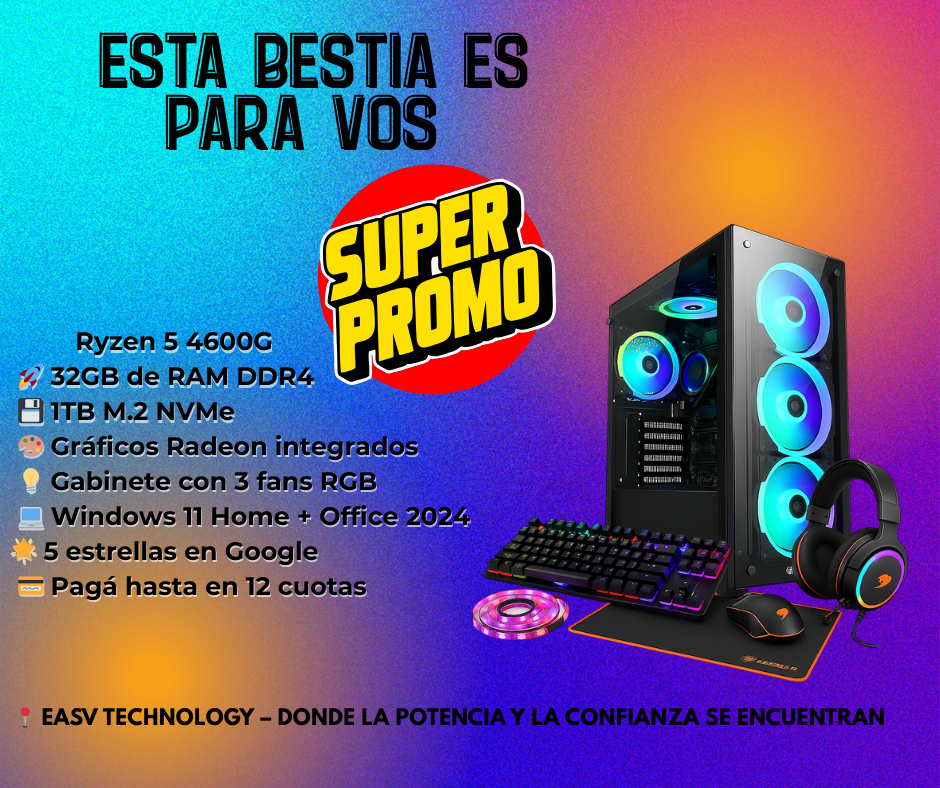 ESTA BESTIA ES
PARA VOS
SUPER
PROMO
Ryzen 5 4600G
🚀 32GB de RAM DDR4
💾 1TB M.2 NVMe
🎨 Gráficos Radeon integrados
💡 Gabinete con 3 fans RGB
💻 Windows 11 Home + Office 2024
🌟 5 estrellas en Google
💳 Pagá hasta en 12 cuotas
📍 EASV TECHNOLOGY – DONDE LA POTENCIA Y LA CONFIANZA SE ENCUENTRAN